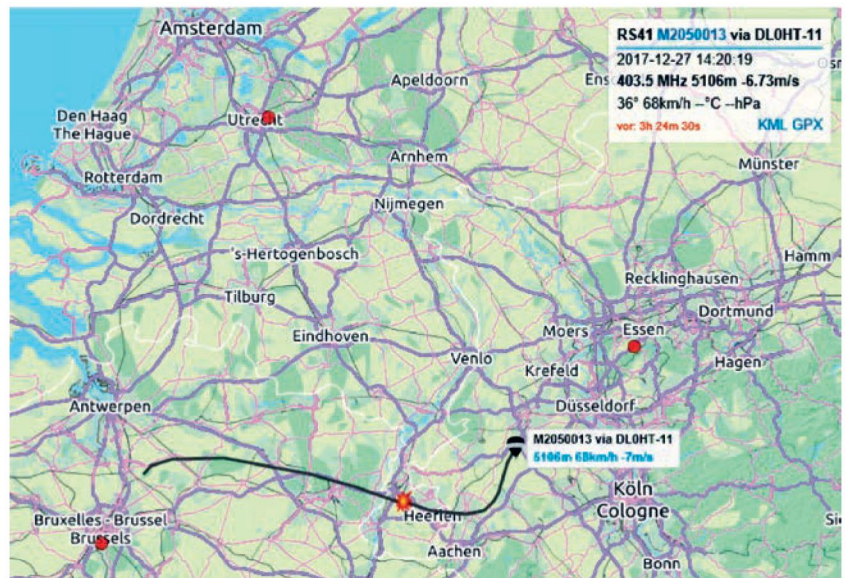 Amsterdam
RS41 M2050013 via DL0HT-11
2017-12-27 14:20:19
403.5 MHz 5106m -6.73m/s
36° 68km/h --°C --hPa
vor: 3h 24m 30s KML GPX
Apeldoorn
Den Haag
The Hague
Utrecht
Arnhem
Münster
Rotterdam
Dordrecht
Nijmegen
's-Hertogenbosch
Hamm
Recklinghausen
Tilburg
Dortmund
Eindhoven
Moers
Essen
Venlo
Hagen
Krefeld
Antwerpen
Düsseldorf
M2050013 via DL0HT-11
5106m 68km/h -7m/s
Köln
Cologne
Heerlen
Bruxelles - Brussel
Brussels
Aachen
Bonn